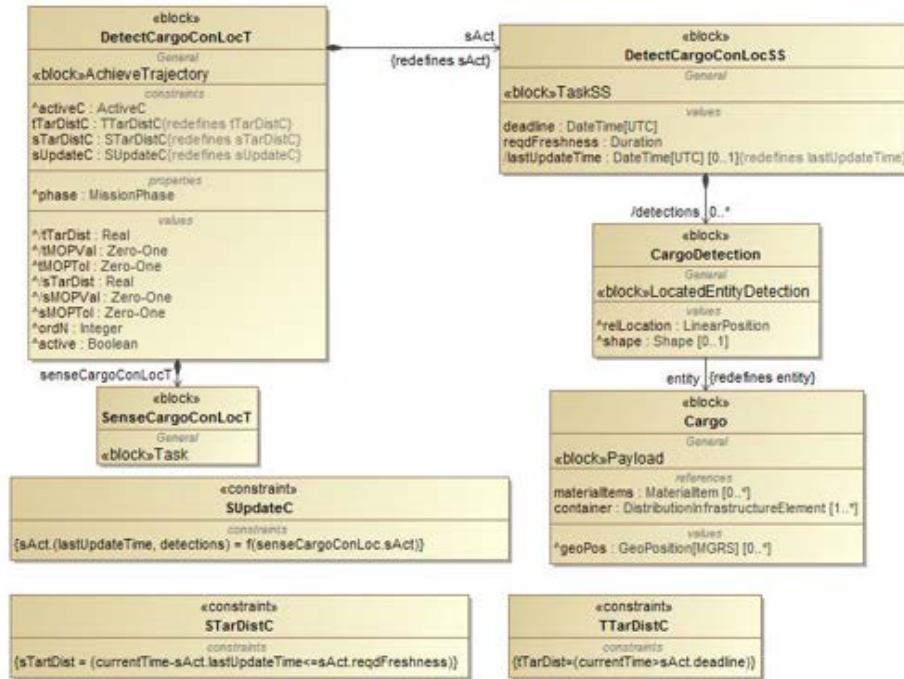 «block»
DetectCargoConLocT
General
«block»AchieveTrajectory
constraints
^activeC : ActiveC
tTarDistC : TTarDistC{redefines tTarDistC}
sTarDistC : STarDistC{redefines sTarDistC}
sUpdateC : SUpdateC{redefines sUpdateC}
properties
^phase : MissionPhase
values
^/tTarDist : Real
^/tMOPVal : Zero-One
^tMOPTol : Zero-One
^/sTarDist : Real
^/sMOPVal : Zero-One
^sMOPTol : Zero-One
^ordN : Integer
^active : Boolean
sAct
{redefines sAct}
«block»
DetectCargoConLocSS
General
«block»TaskSS
values
deadline : DateTime[UTC]
reqdFreshness : Duration
/lastUpdateTime : DateTime[UTC] [0..1]{redefines lastUpdateTime}
/detections 0..*
«block»
CargoDetection
General
«block»LocatedEntityDetection
values
^relLocation : LinearPosition
^shape : Shape [0..1]
senseCargoConLocT
«block»
SenseCargoConLocT
General
«block»Task
entity {redefines entity}
«block»
Cargo
General
«block»Payload
references
materialItems : MaterialItem [0..*]
container : DistributionInfrastructureElement [1..*]
values
^geoPos : GeoPosition[MGRS] [0..*]
«constraint»
SUpdateC
constraints
{sAct.(lastUpdateTime, detections) = f(senseCargoConLoc.sAct)}
«constraint»
STarDistC
constraints
{sTartDist = (currentTime-sAct.lastUpdateTime<=sAct.reqdFreshness)}
«constraint»
TTarDistC
constraints
{tTarDist=(currentTime>sAct.deadline)}